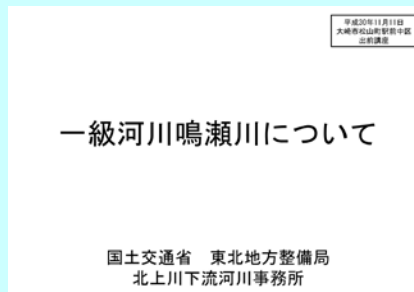 平成20年11月11日
大崎市松山町駅前中区
出前講座
一級河川鳴瀬川について
国土交通省　東北地方整備局
北上川下流河川事務所